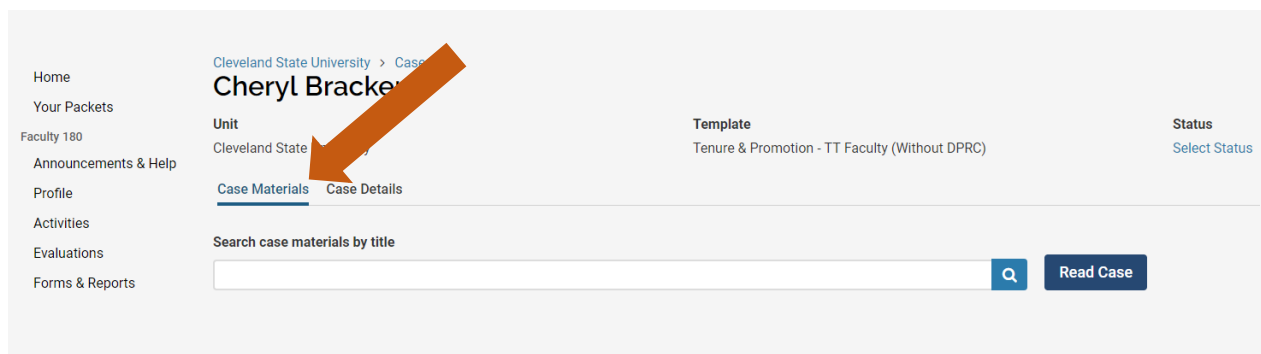 Cleveland State University > Case
Cheryl Bracke
Home
Your Packets
Faculty 180
Announcements & Help
Profile
Activities
Evaluations
Forms & Reports
Unit
Cleveland State
Template
Tenure & Promotion - TT Faculty (Without DPRC)
Status
Select Status
Case Materials
Case Details
Search case materials by title
Read Case